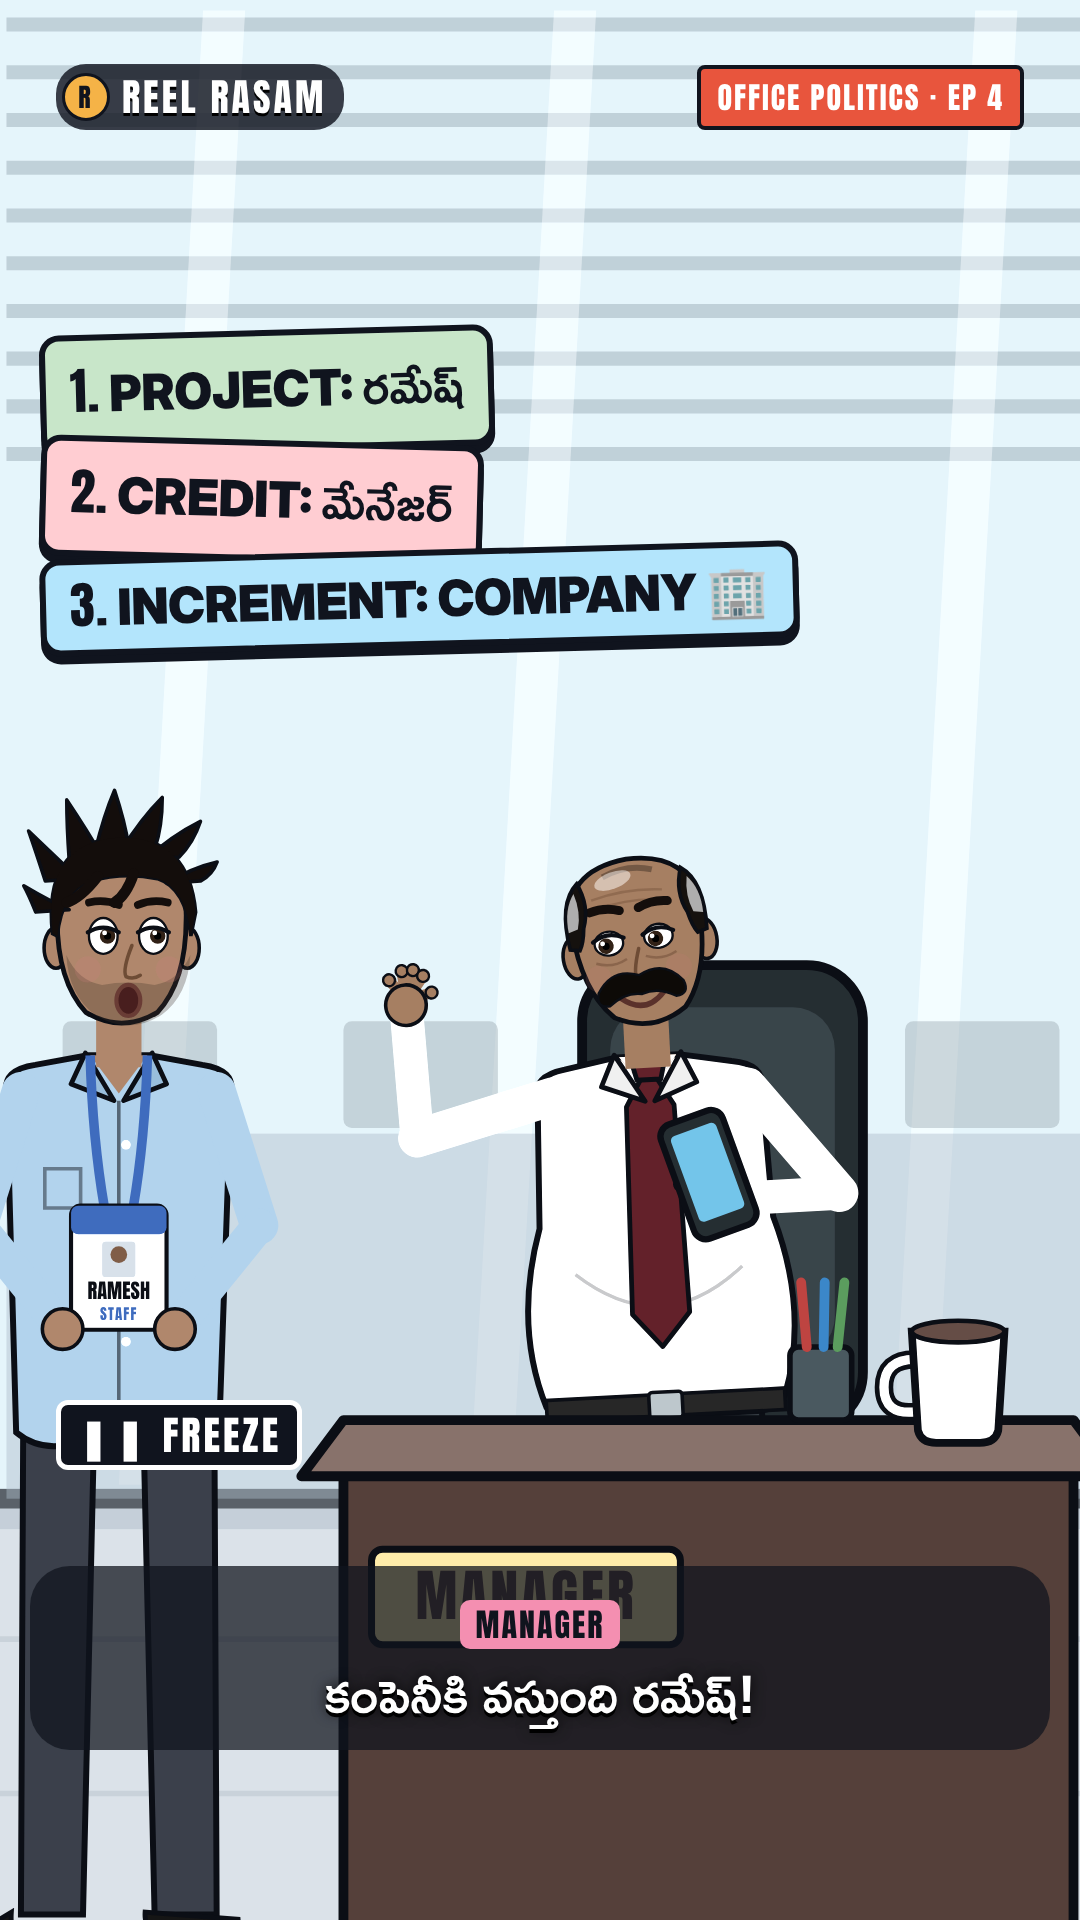 R REEL RASAM
OFFICE POLITICS · EP 4
1. PROJECT: రమేష్
2. CREDIT: మేనేజర్
3. INCREMENT: COMPANY 🏢
RAMESH
STAFF
❚❚ FREEZE
MANAGER
MANAGER
కంపెనీకి వస్తుంది రమేష్!